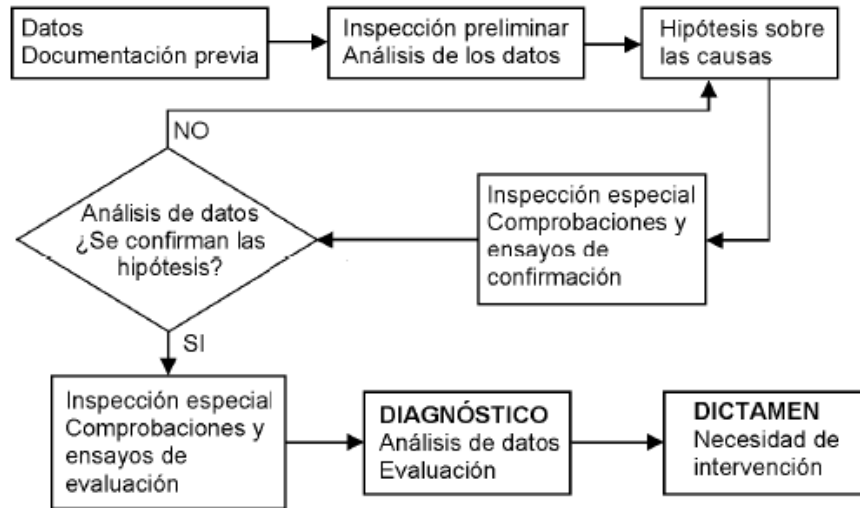 Datos
Documentación previa
Inspección preliminar
Análisis de los datos
Hipótesis sobre
las causas
NO
Análisis de datos
¿Se confirman las
hipótesis?
Inspección especial
Comprobaciones y
ensayos de
confirmación
SI
Inspección especial
Comprobaciones y
ensayos de
evaluación
DIAGNÓSTICO
Análisis de datos
Evaluación
DICTAMEN
Necesidad de
intervención